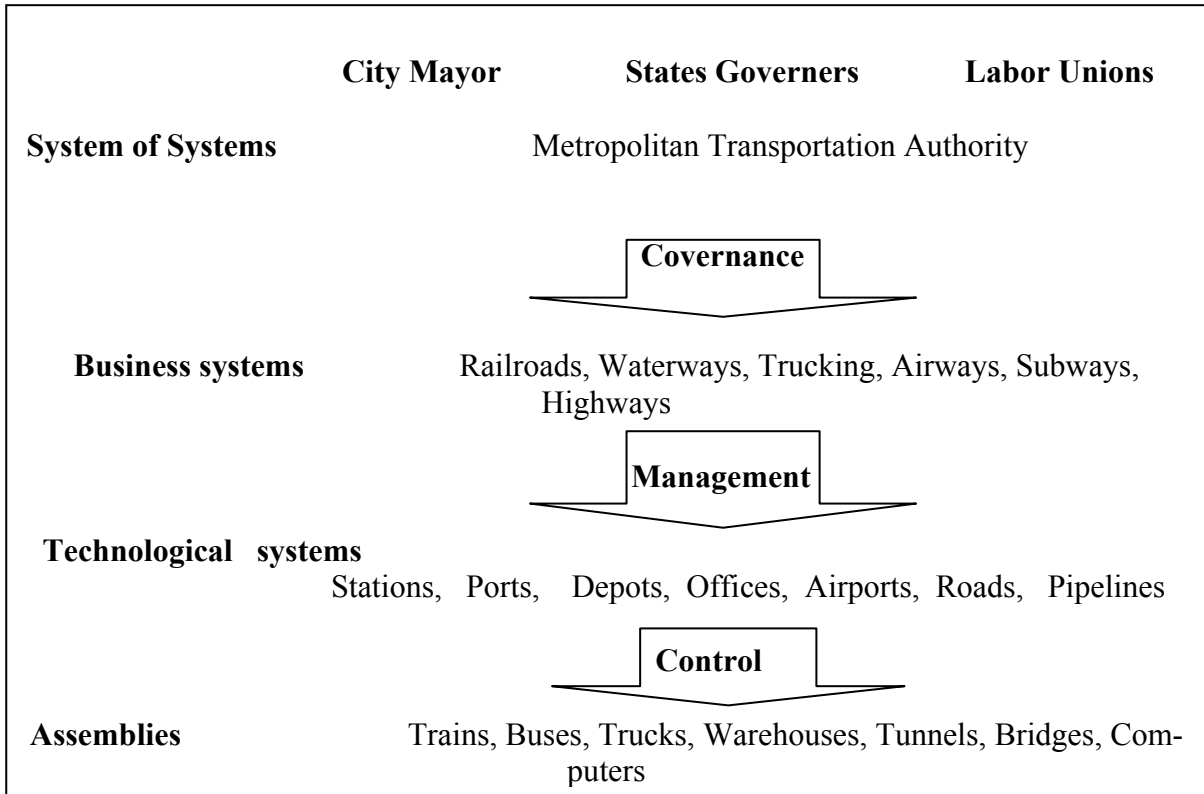 City Mayor States Governers Labor Unions
System of Systems Metropolitan Transportation Authority
Covernance
Business systems Railroads, Waterways, Trucking, Airways, Subways,
Highways
Management
Technological systems
Stations, Ports, Depots, Offices, Airports, Roads, Pipelines
Control
Assemblies Trains, Buses, Trucks, Warehouses, Tunnels, Bridges, Com-
puters